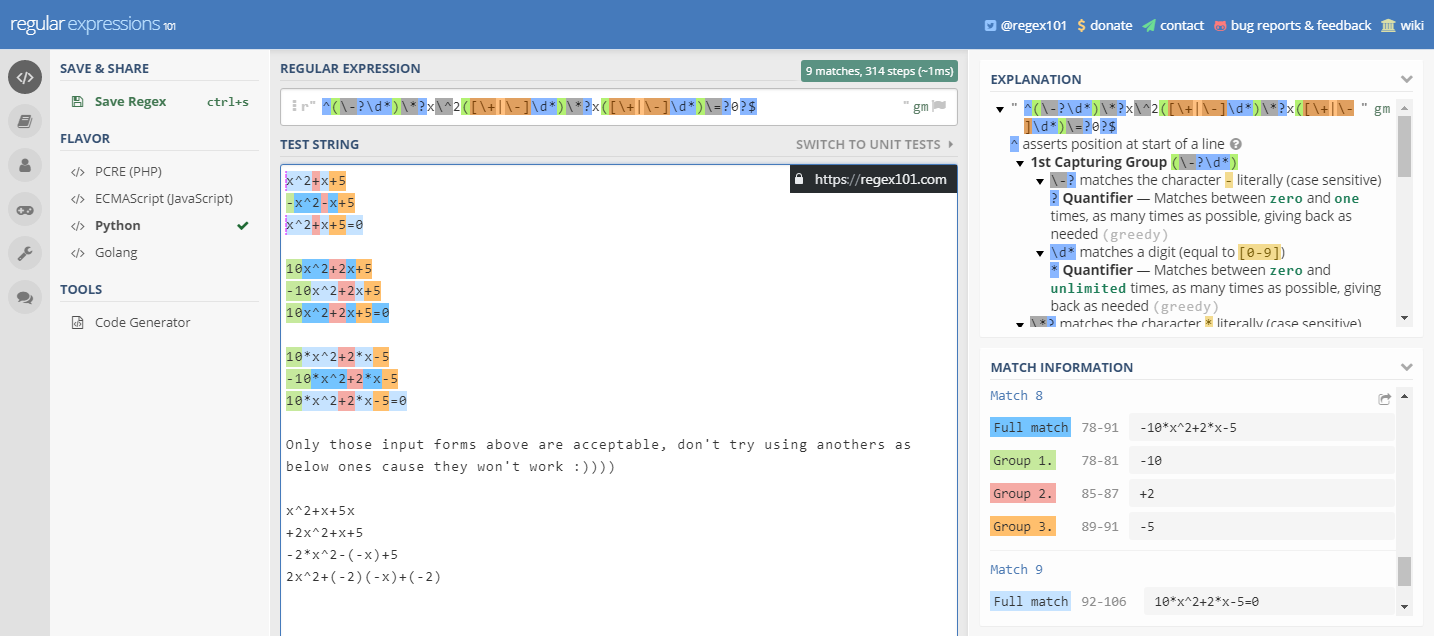 regular expressions 101
@regex101 $ donate contact bug reports & feedback wiki
SAVE & SHARE
Save Regex ctrl+s
FLAVOR
</> PCRE (PHP)
</> ECMAScript (JavaScript)
</> Python
</> Golang
TOOLS
Code Generator
REGULAR EXPRESSION
9 matches, 314 steps (~1ms)
r" ^(\-?\d*)\*?x\^2([\+|\-]\d*)\*?x([\+|\-]\d*)\=?0?$ " gm
TEST STRING
SWITCH TO UNIT TESTS
https://regex101.com
x^2+x+5
-x^2-x+5
x^2+x+5=0
10x^2+2x+5
-10x^2+2x+5
10x^2+2x+5=0
10*x^2+2*x-5
-10*x^2+2*x-5
10*x^2+2*x-5=0
Only those input forms above are acceptable, don't try using anothers as
below ones cause they won't work :))))
x^2+x+5x
+2x^2+x+5
-2*x^2-(-x)+5
2x^2+(-2)(-x)+(-2)
EXPLANATION
" ^(\-?\d*)\*?x\^2([\+|\-]\d*)\*?x([\+|\- " gm
]\d*)\=?0?$
^ asserts position at start of a line ?
1st Capturing Group (\-?\d*)
\-? matches the character - literally (case sensitive)
? Quantifier — Matches between zero and one
times, as many times as possible, giving back as
needed (greedy)
\d* matches a digit (equal to [0-9])
* Quantifier — Matches between zero and
unlimited times, as many times as possible, giving
back as needed (greedy)
\*? matches the character * literally (case sensitive)
MATCH INFORMATION
Match 8
Full match 78-91 -10*x^2+2*x-5
Group 1. 78-81 -10
Group 2. 85-87 +2
Group 3. 89-91 -5
Match 9
Full match 92-106 10*x^2+2*x-5=0